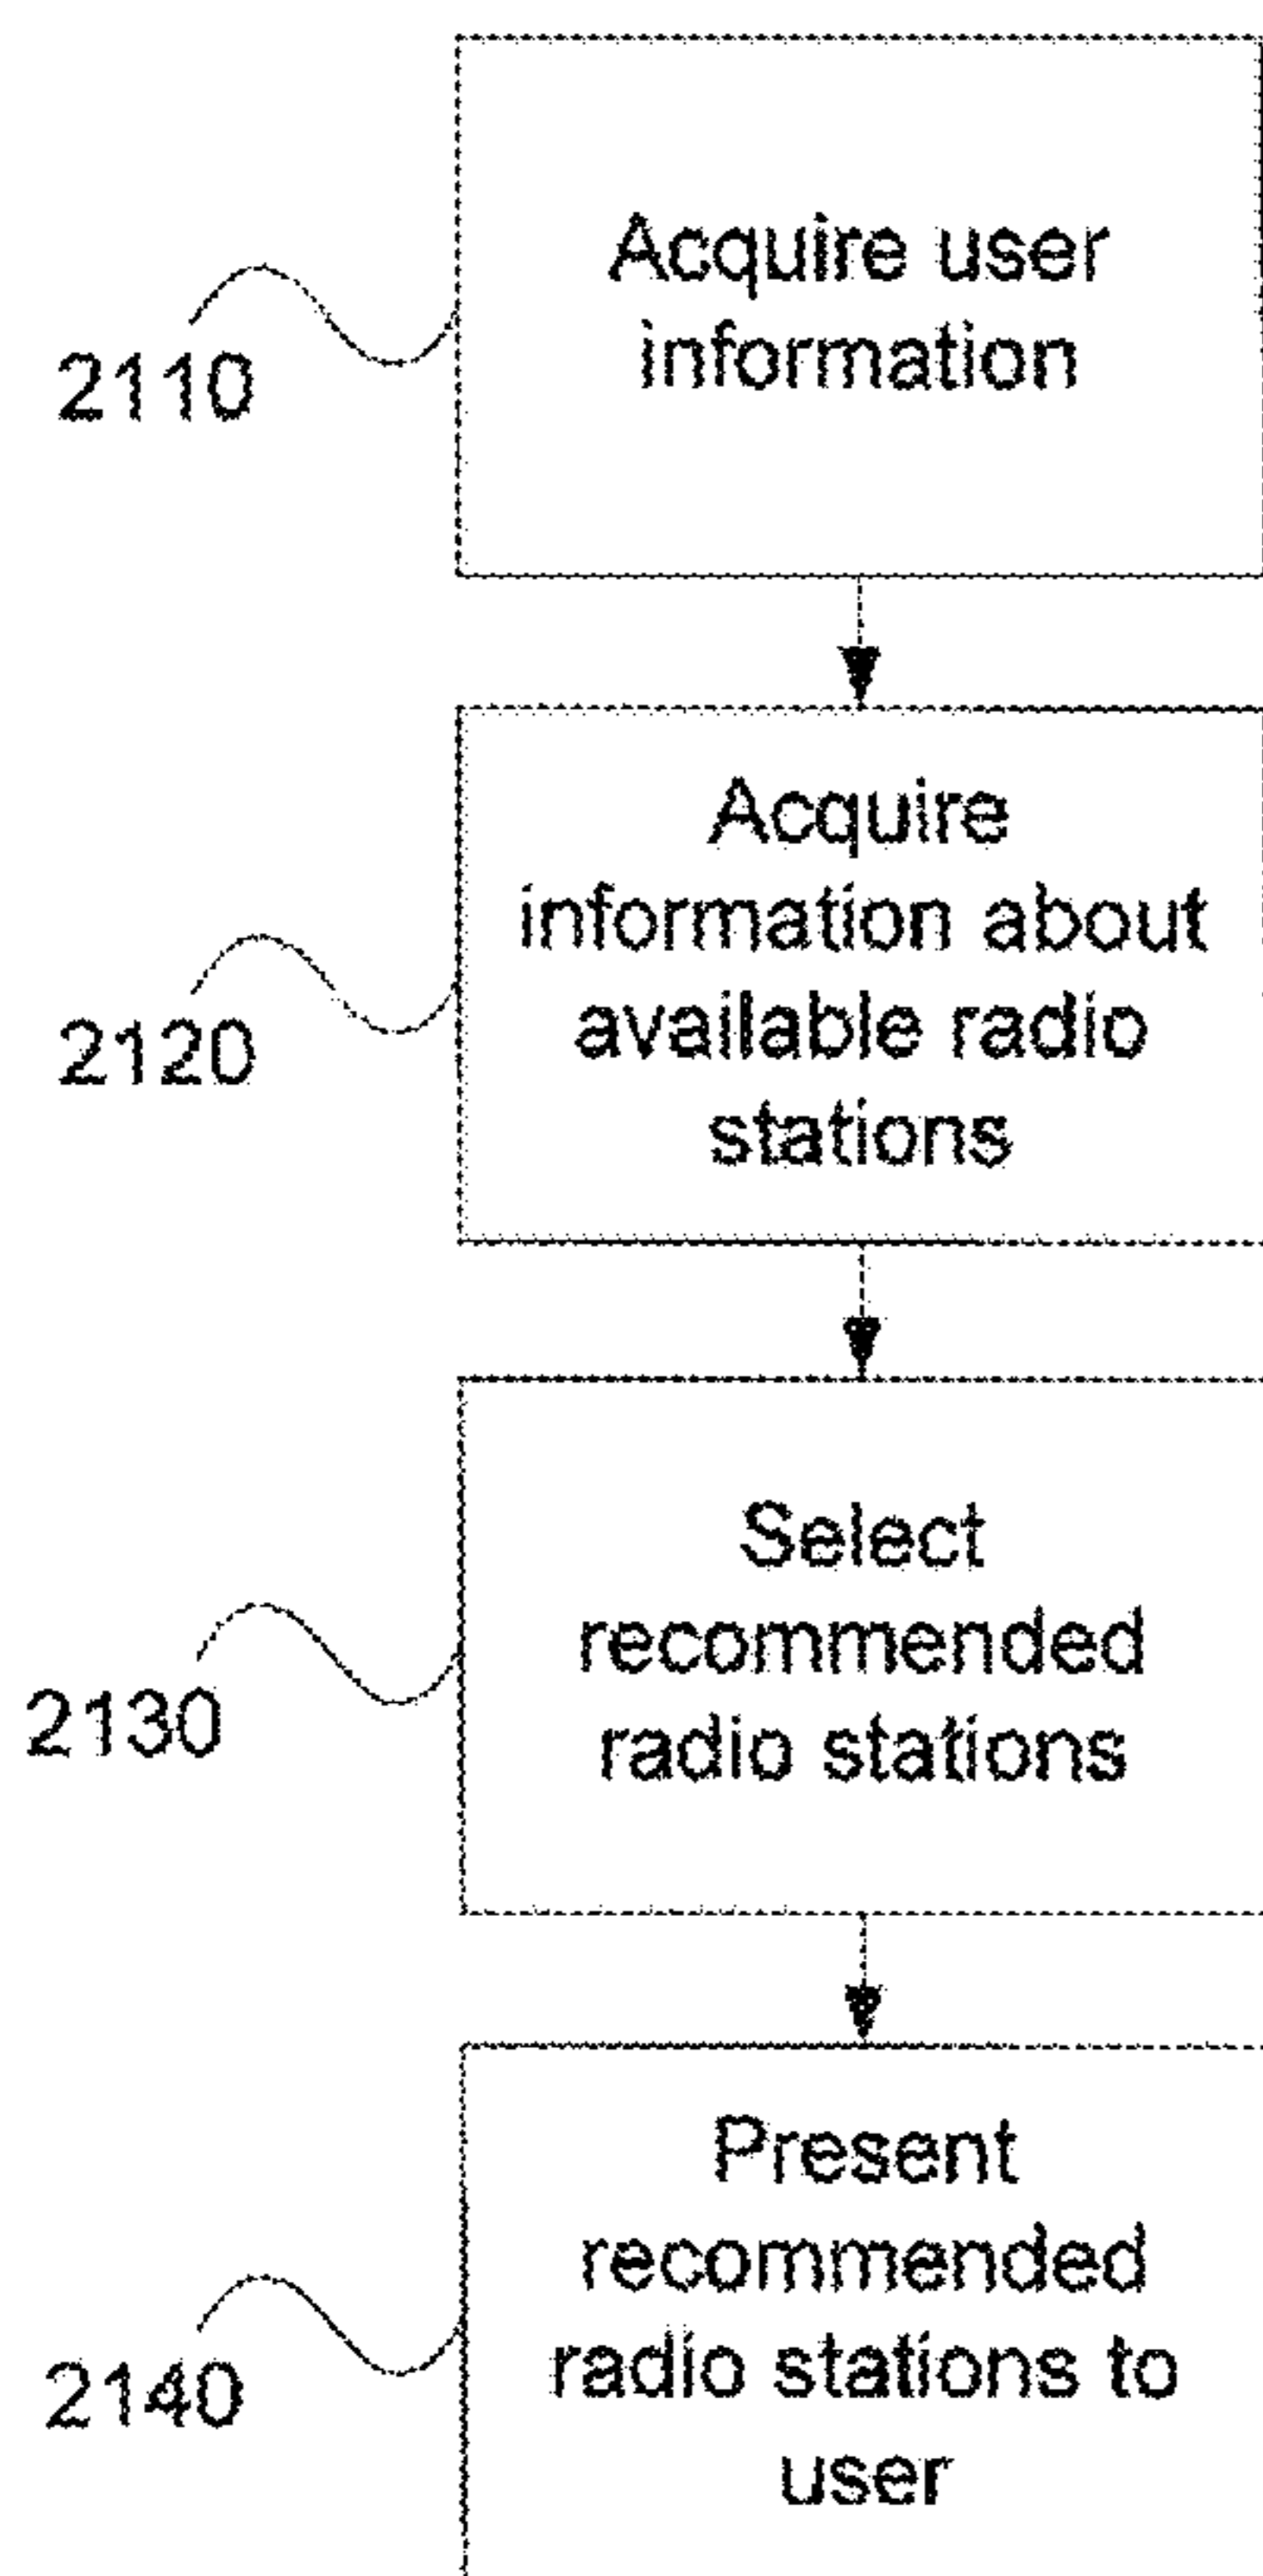 Acquire user
information
2110
Acquire
information about
available radio
stations
2120
Select
recommended
radio stations
2130
Present
recommended
radio stations to
user
2140